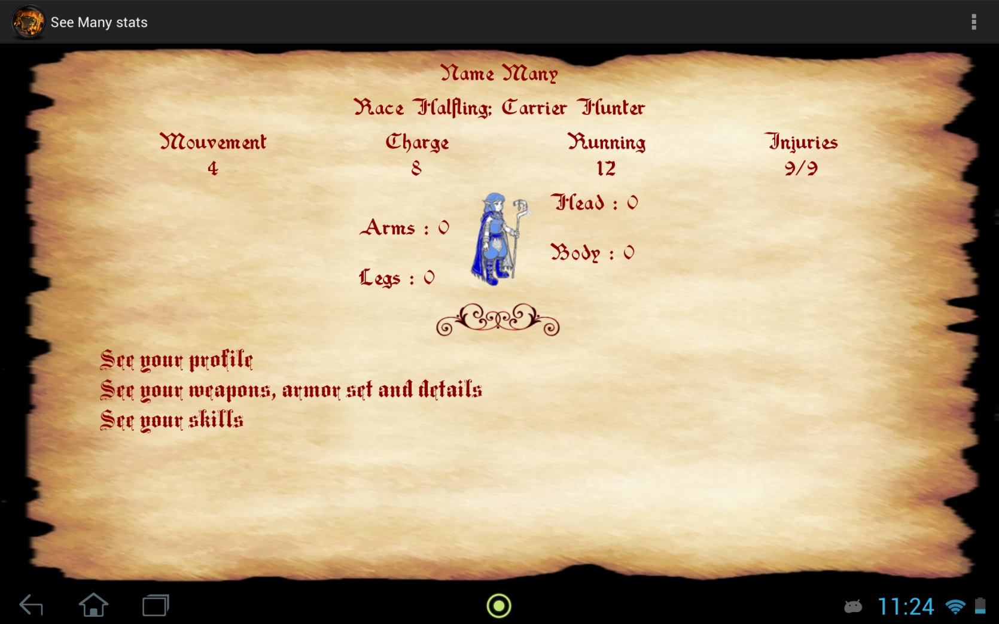 See Many stats
Name Many
Race Halfling; Carrier Hunter
Mouvement Charge Running Injuries
4 8 12 9/9
Head : 0
Arms : 0
Body : 0
Legs : 0
See your profile
See your weapons, armor set and details
See your skills
11:24